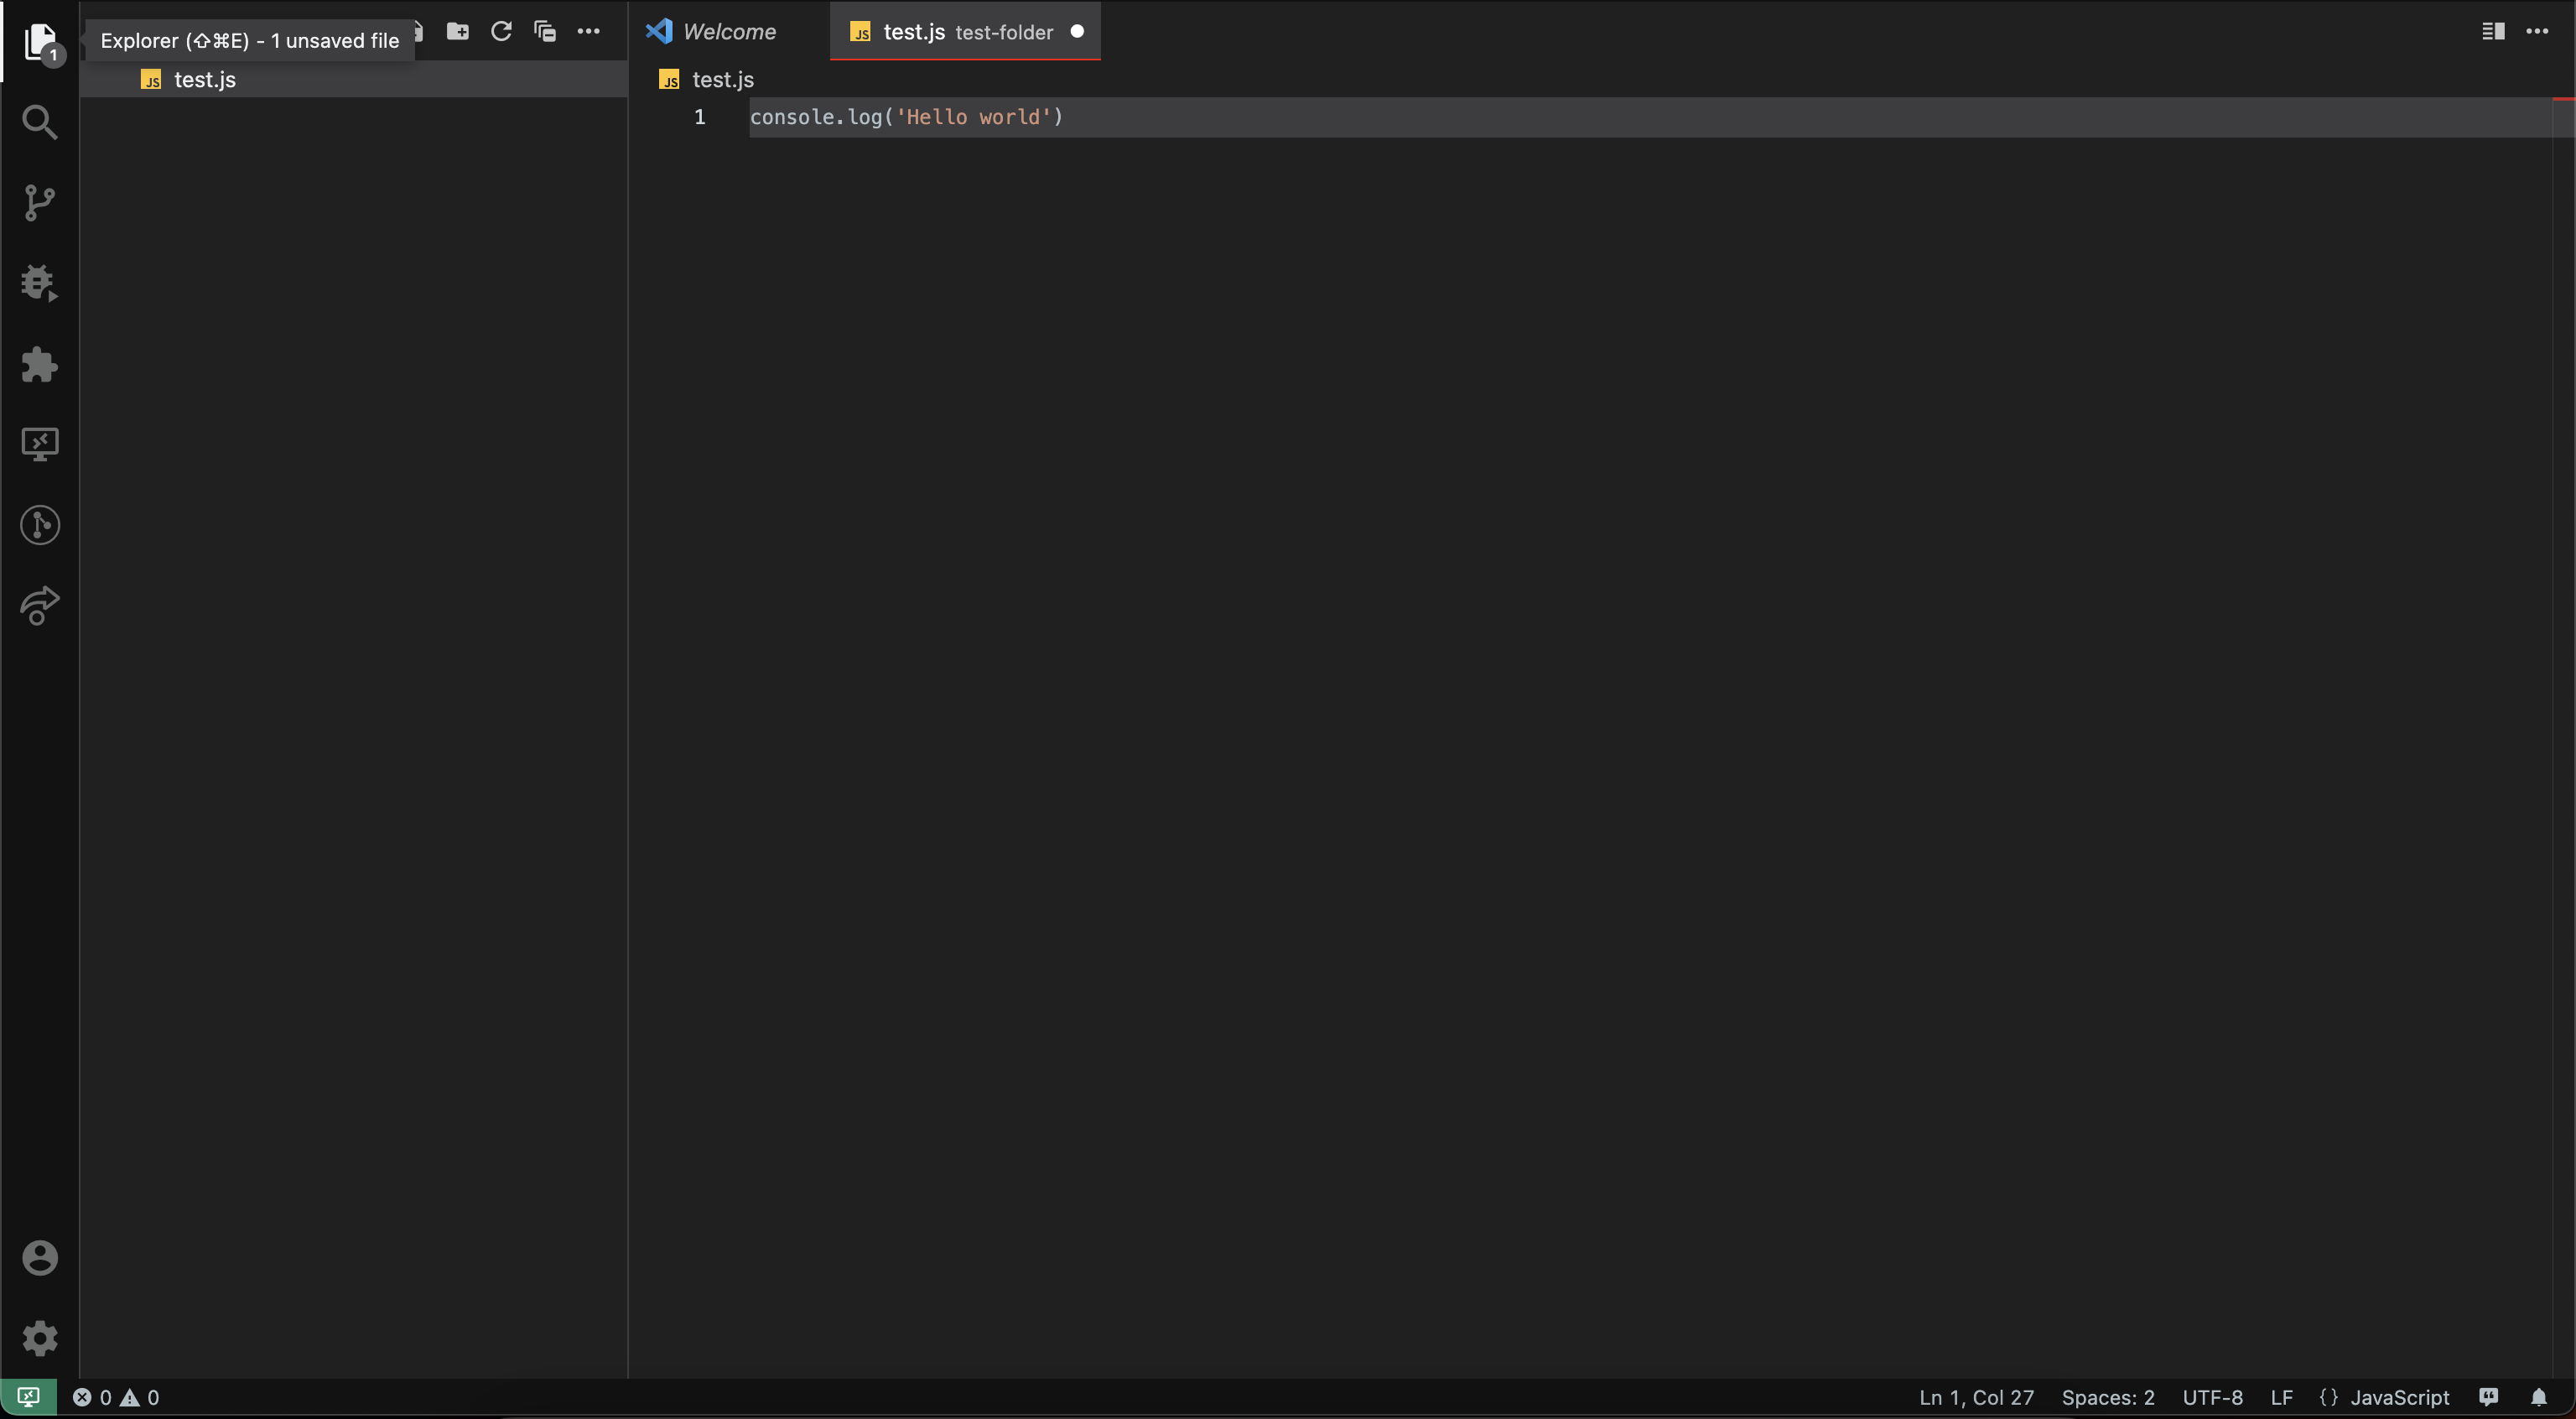 1
Explorer (⇧⌘E) - 1 unsaved file
JS test.js
Welcome
JS test.js test-folder
JS test.js
1 console.log('Hello world')
0 0
Ln 1, Col 27 Spaces: 2 UTF-8 LF {} JavaScript